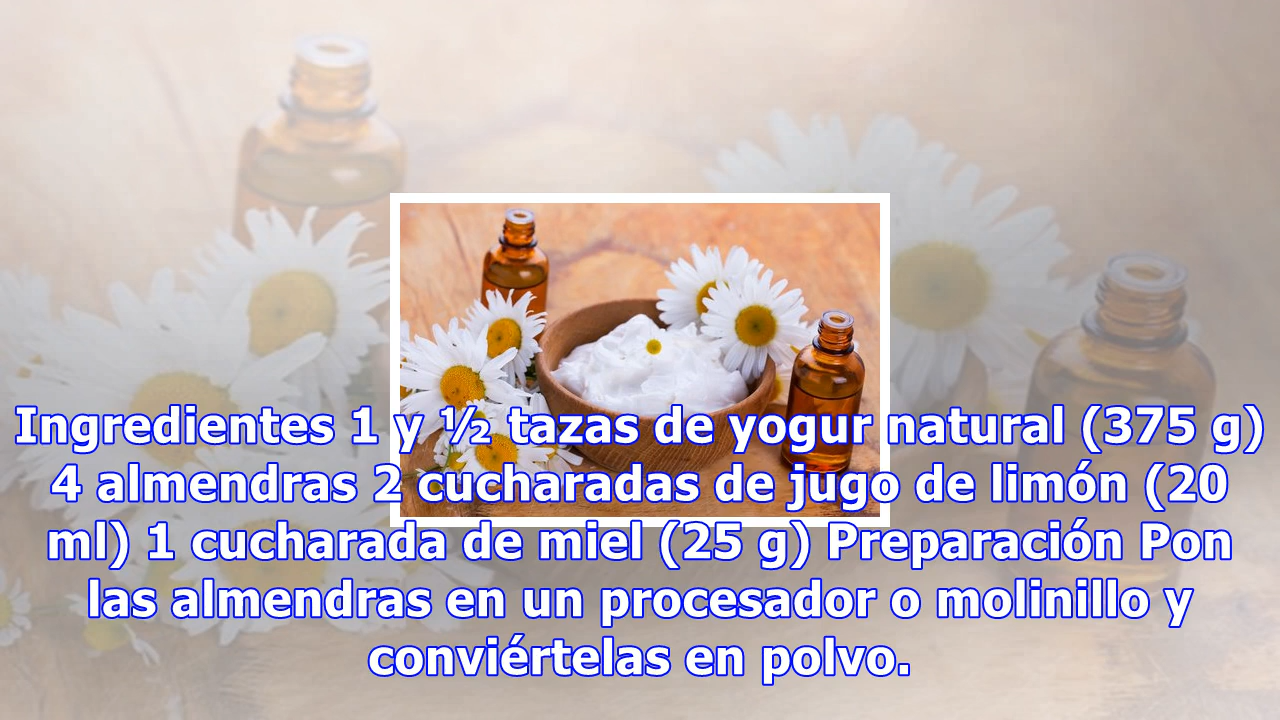 Ingredientes 1 y ½ tazas de yogur natural (375 g)
4 almendras 2 cucharadas de jugo de limón (20
ml) 1 cucharada de miel (25 g) Preparación Pon
las almendras en un procesador o molinillo y
conviértelas en polvo.